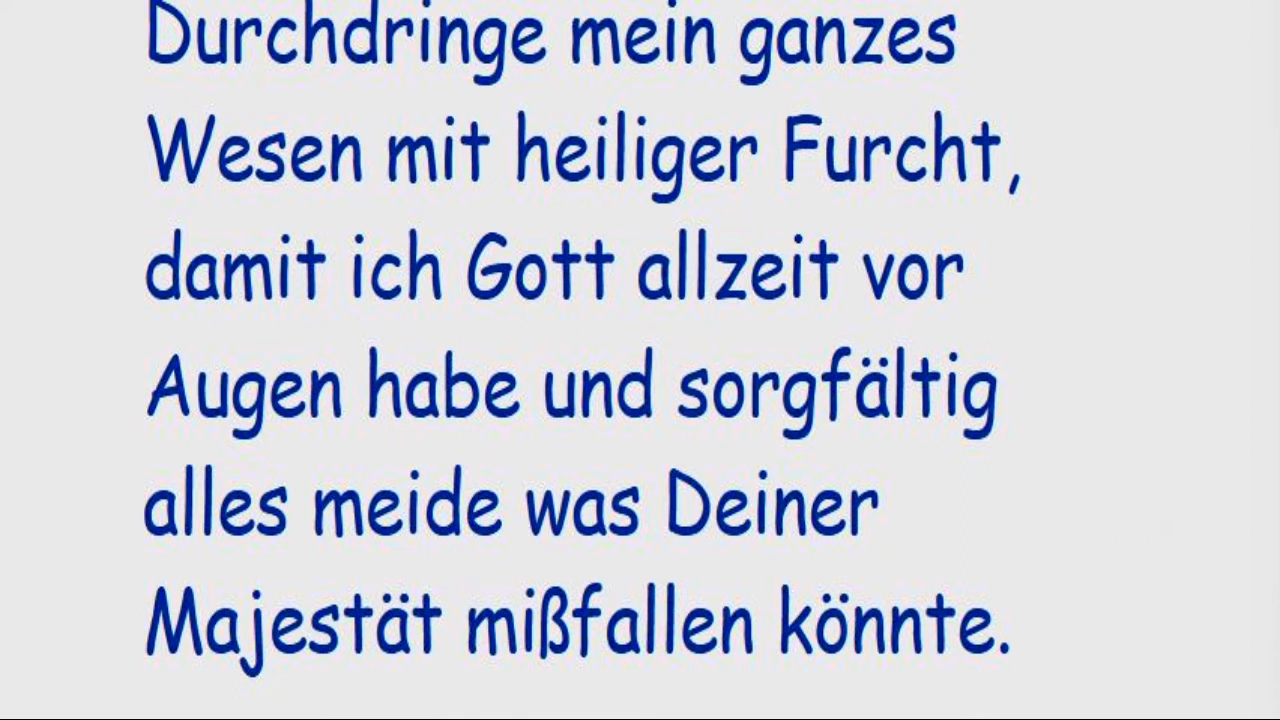 Durchdringe mein ganzes
Wesen mit heiliger Furcht,
damit ich Gott allzeit vor
Augen habe und sorgfältig
alles meide was Deiner
Majestät mißfallen könnte.